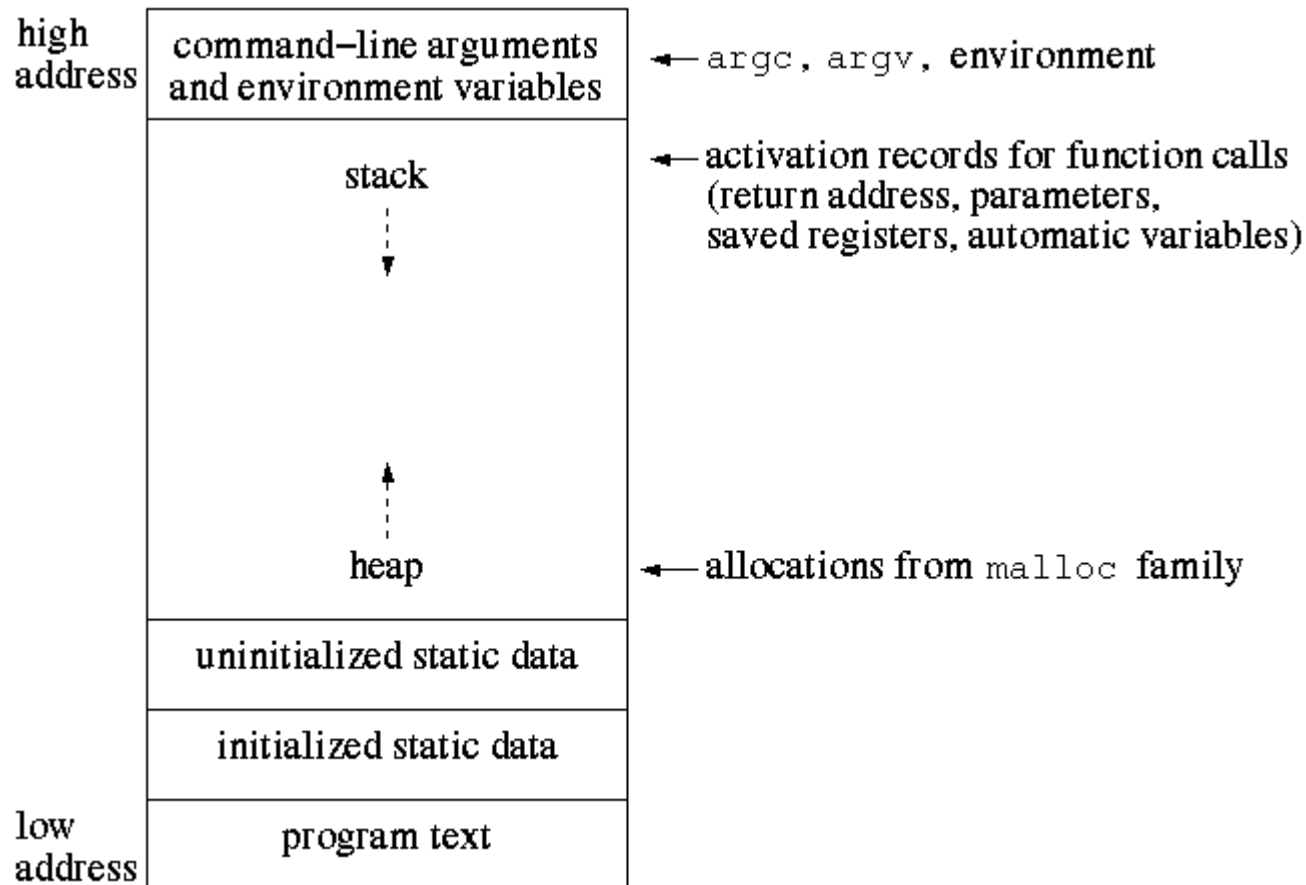 high
address
command–line arguments
and environment variables
argc, argv, environment
stack
activation records for function calls
(return address, parameters,
saved registers, automatic variables)
heap
allocations from malloc family
uninitialized static data
initialized static data
low
address
program text